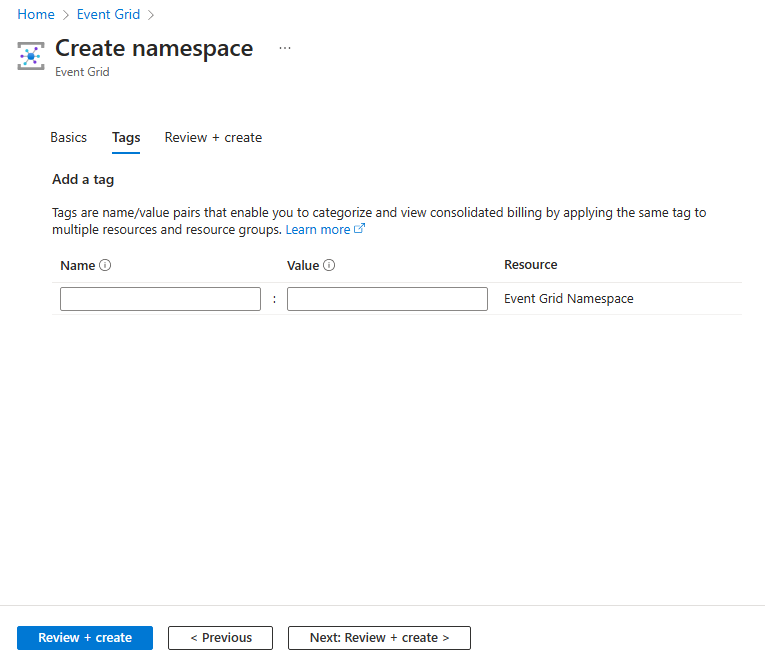 Home > Event Grid >
Create namespace ...
Event Grid
Basics Tags Review + create
Add a tag
Tags are name/value pairs that enable you to categorize and view consolidated billing by applying the same tag to
multiple resources and resource groups. Learn more
Name Value Resource
: Event Grid Namespace
Review + create < Previous Next: Review + create >